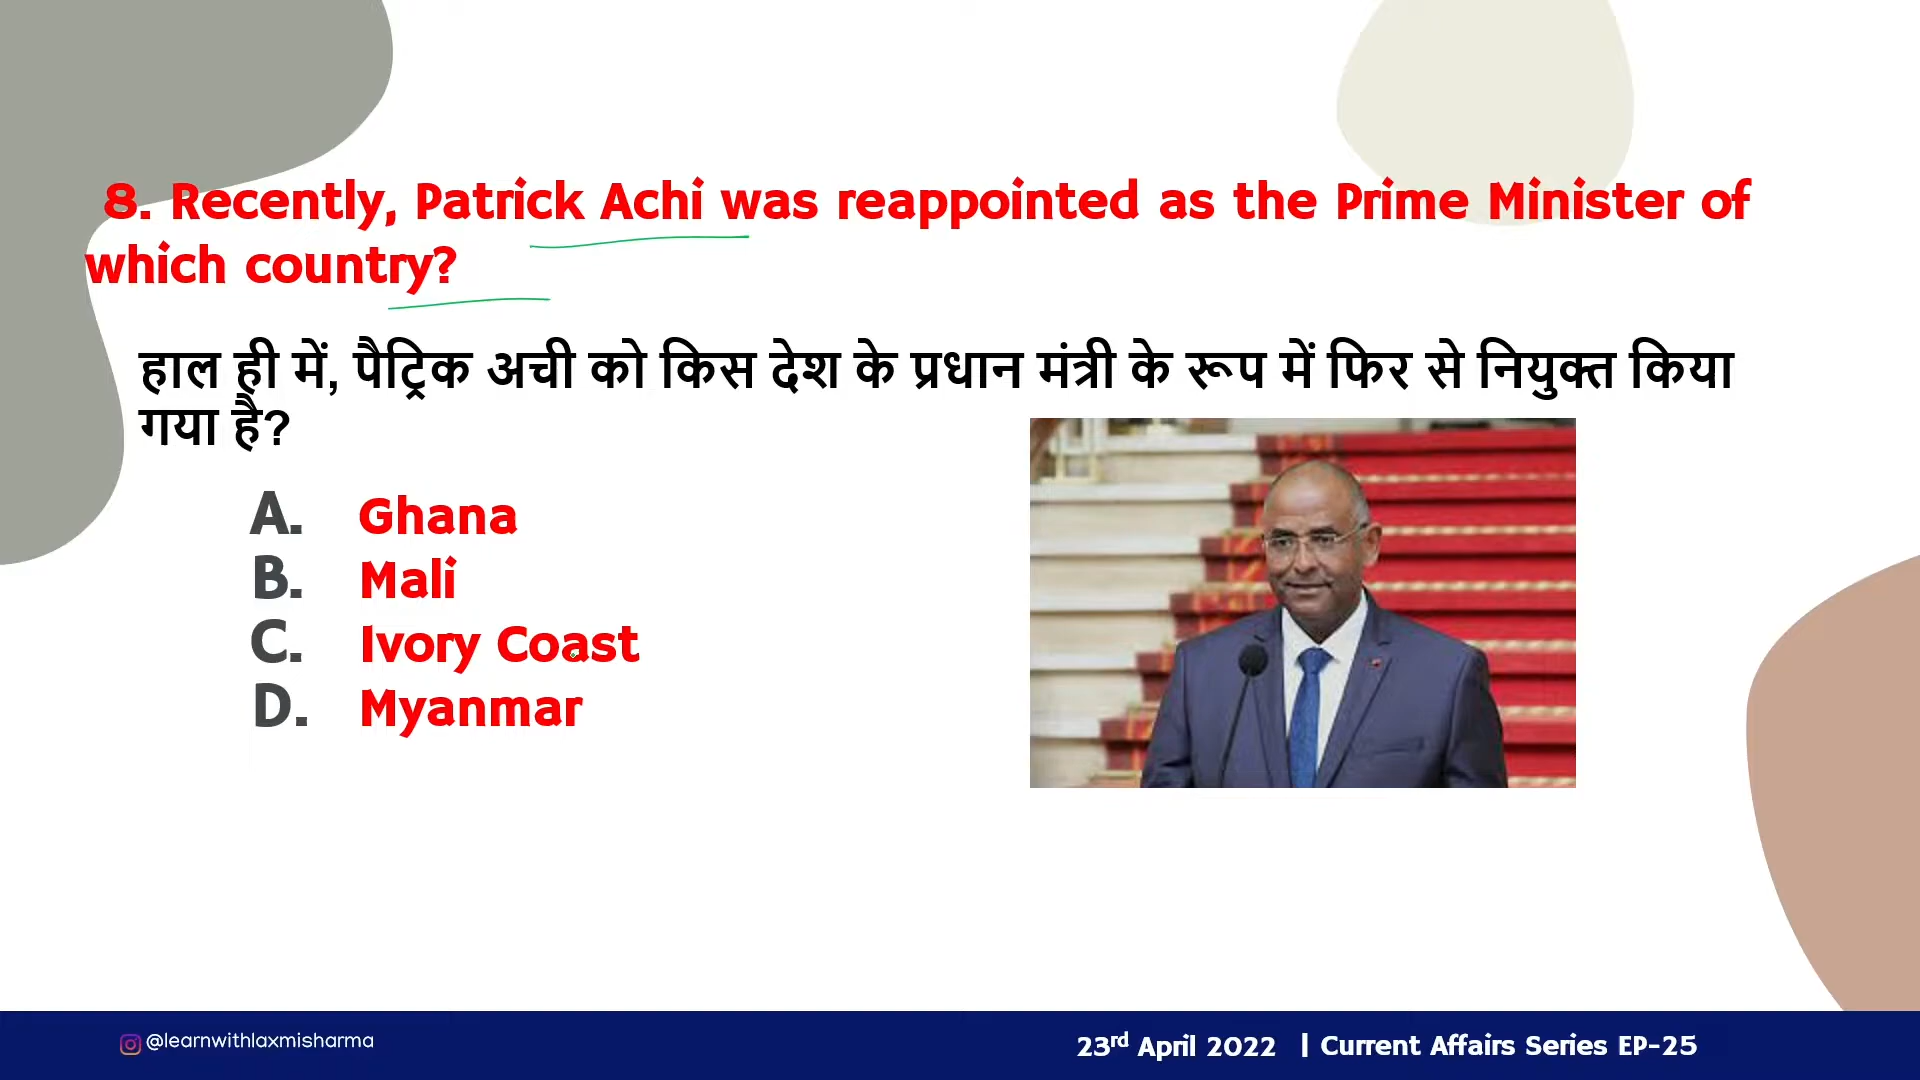 8. Recently, Patrick Achi was reappointed as the Prime Minister of
which country?
हाल ही में, पैट्रिक अची को किस देश के प्रधान मंत्री के रूप में फिर से नियुक्त किया
गया है?
A. Ghana
B. Mali
C. Ivory Coast
D. Myanmar
@learnwithlaxmisharma
23rd April 2022 | Current Affairs Series EP-25